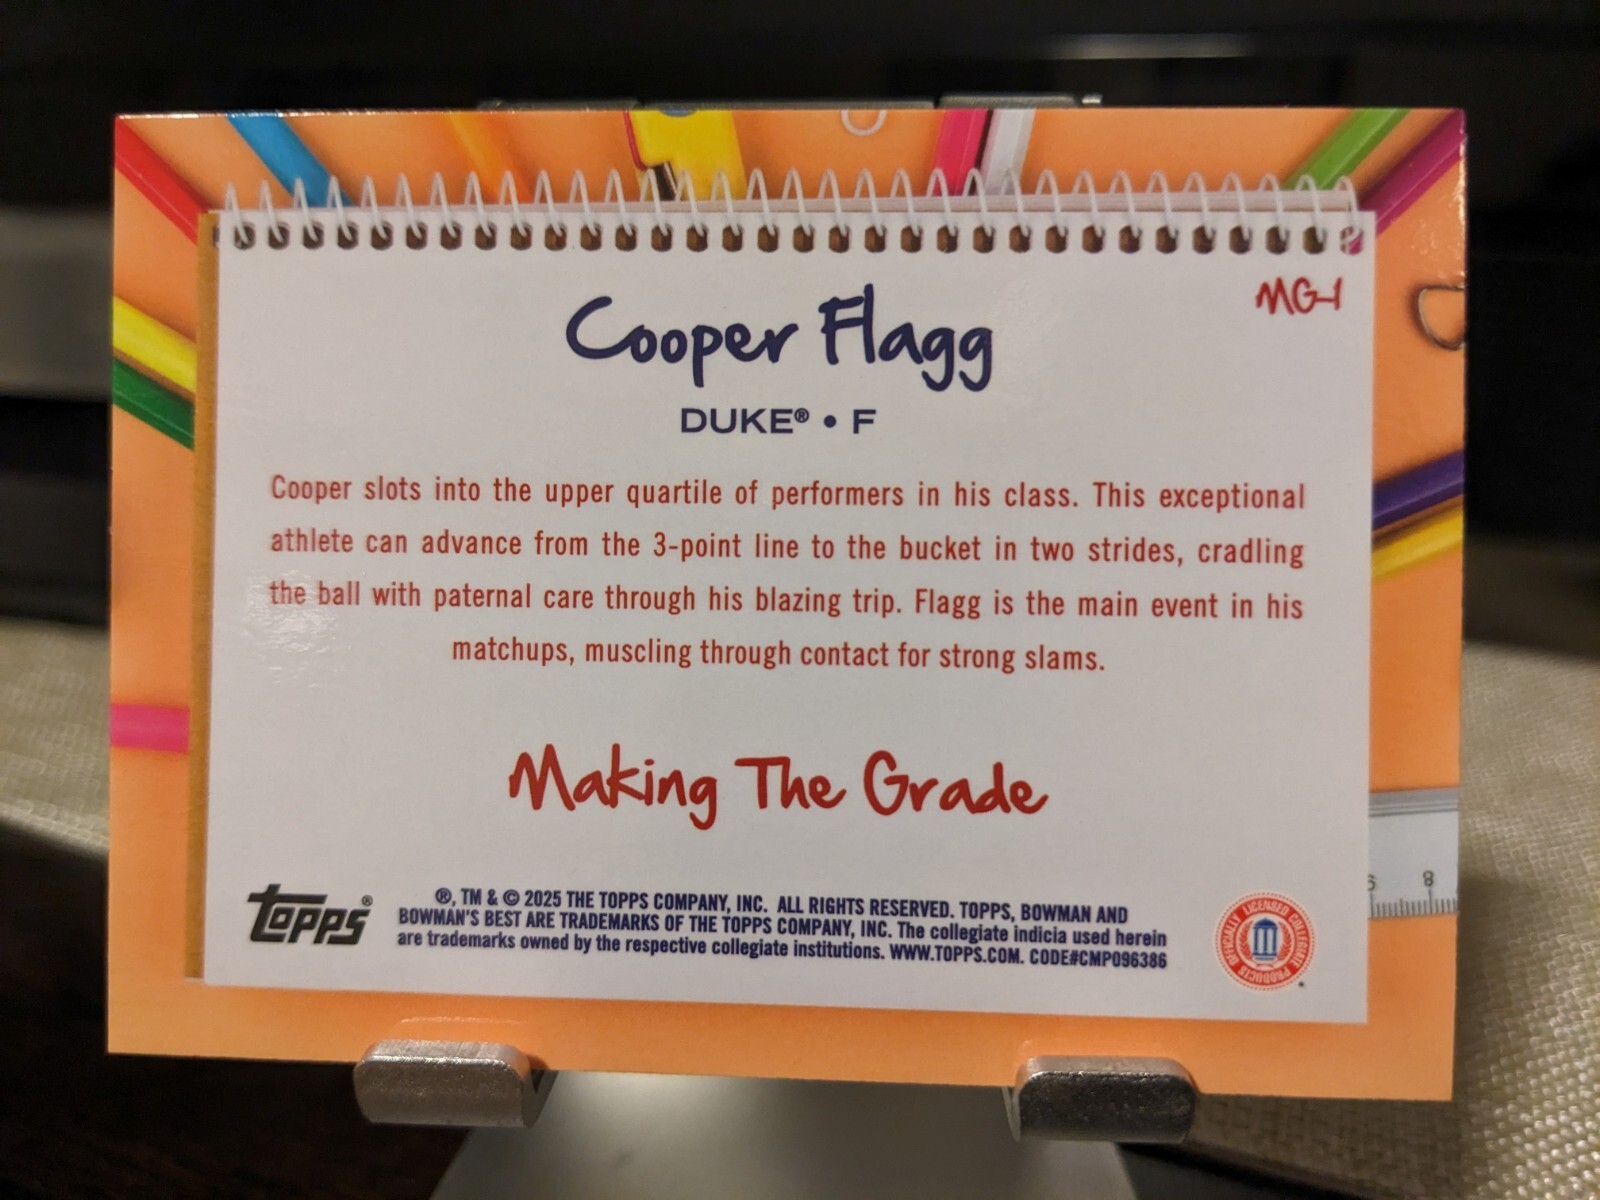 MG-1
Cooper Flagg
DUKE® • F
Cooper slots into the upper quartile of performers in his class. This exceptional
athlete can advance from the 3-point line to the bucket in two strides, cradling
the ball with paternal care through his blazing trip. Flagg is the main event in his
matchups, muscling through contact for strong slams.
Making The Grade
8
topps®
®, TM & © 2025 THE TOPPS COMPANY, INC. ALL RIGHTS RESERVED. TOPPS, BOWMAN AND
BOWMAN'S BEST ARE TRADEMARKS OF THE TOPPS COMPANY, INC. The collegiate indicia used herein
are trademarks owned by the respective collegiate institutions. WWW.TOPPS.COM. CODE#CMP096386
OFFICIALLY LICENSED COLLEGIATE PRODUCTS